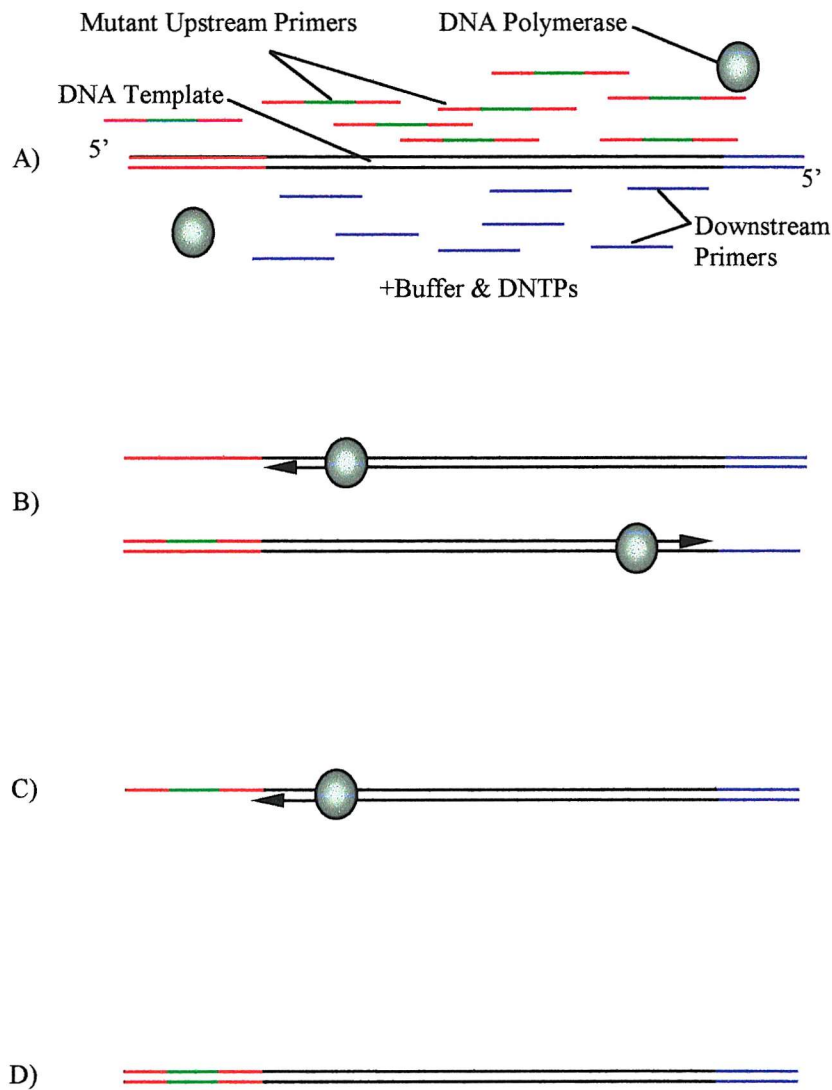 Mutant Upstream Primers
DNA Polymerase
DNA Template
5’
A)
5’
Downstream
Primers
+Buffer & DNTPs
B)
C)
D)